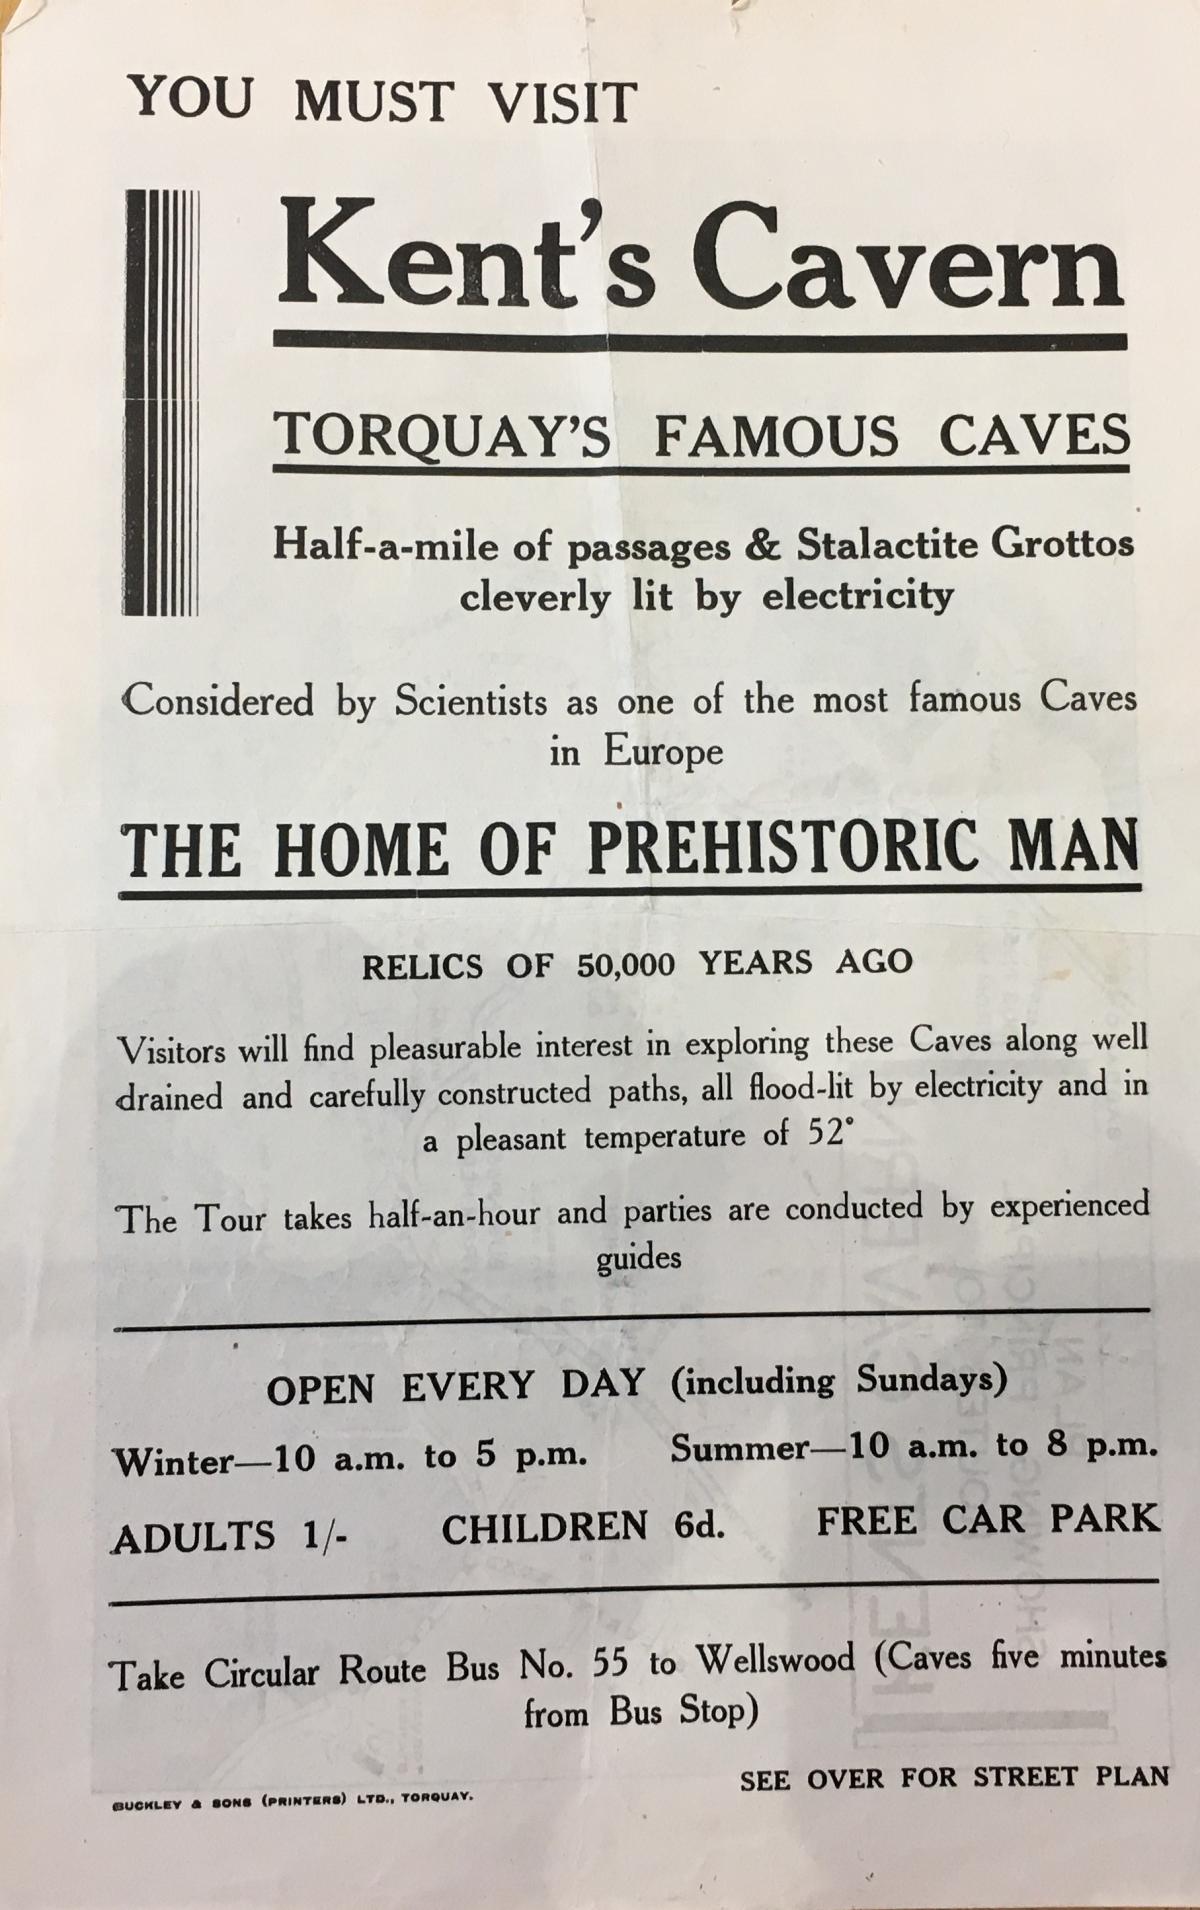 YOU MUST VISIT
Kent's Cavern
TORQUAY'S FAMOUS CAVES
Half-a-mile of passages & Stalactite Grottos
cleverly lit by electricity
Considered by Scientists as one of the most famous Caves
in Europe
THE HOME OF PREHISTORIC MAN
RELICS OF 50,000 YEARS AGO
Visitors will find pleasurable interest in exploring these Caves along well
drained and carefully constructed paths, all flood-lit by electricity and in
a pleasant temperature of 52°
The Tour takes half-an-hour and parties are conducted by experienced
guides
OPEN EVERY DAY (including Sundays)
Winter—10 a.m. to 5 p.m. Summer—10 a.m. to 8 p.m.
ADULTS 1/- CHILDREN 6d. FREE CAR PARK
Take Circular Route Bus No. 55 to Wellswood (Caves five minutes
from Bus Stop)
SEE OVER FOR STREET PLAN
BUCKLEY & SONS (PRINTERS) LTD., TORQUAY.